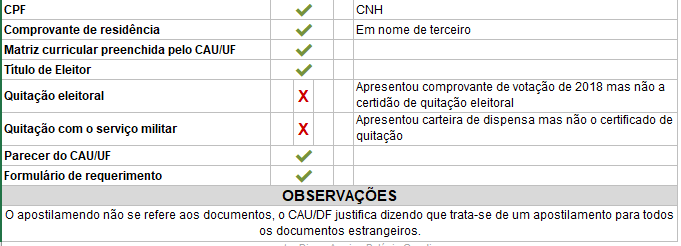 CPF CNH
Comprovante de residência Em nome de terceiro
Matriz curricular preenchida pelo CAU/UF
Título de Eleitor
Quitação eleitoral X Apresentou comprovante de votação de 2018 mas não a
certidão de quitação eleitoral
Quitação com o serviço militar X Apresentou carteira de dispensa mas não o certificado de
quitação
Parecer do CAU/UF
Formulário de requerimento
OBSERVAÇÕES
O apostilamendo não se refere aos documentos, o CAU/DF justifica dizendo que trata-se de um apostilamento para todos
os documentos estrangeiros.